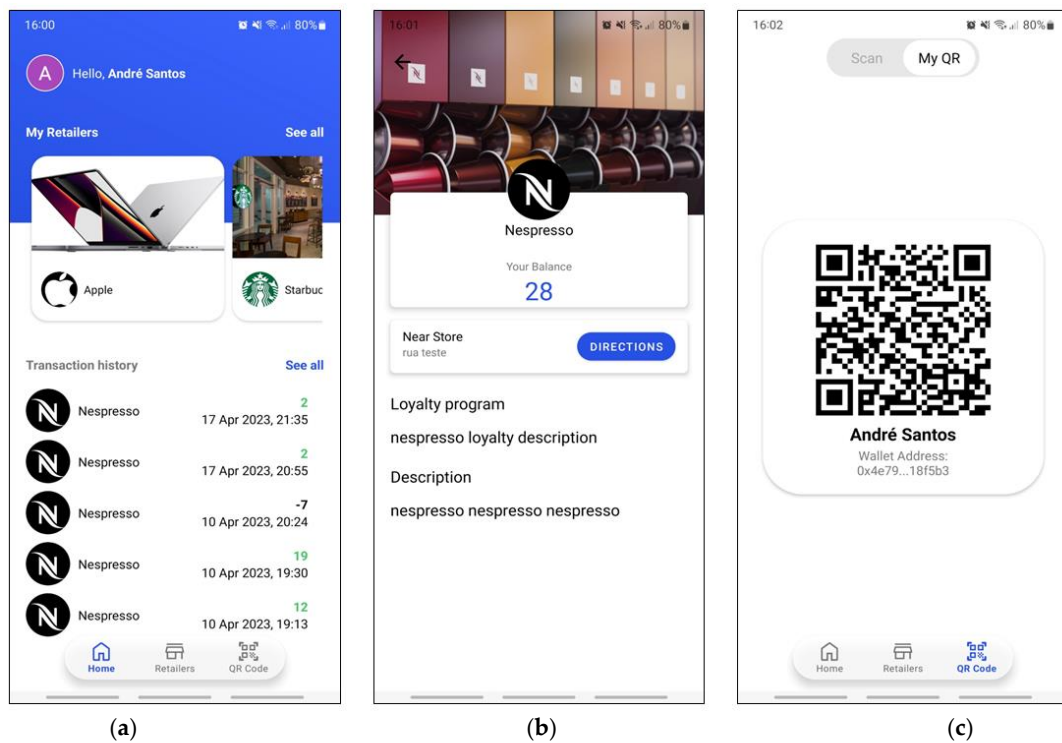 16:00 80%
A Hello, André Santos
My Retailers See all
Apple Starbuc
Transaction history See all
Nespresso 2
17 Apr 2023, 21:35
Nespresso 2
17 Apr 2023, 20:55
Nespresso -7
10 Apr 2023, 20:24
Nespresso 19
10 Apr 2023, 19:30
Nespresso 12
10 Apr 2023, 19:13
Home Retailers QR Code
(a)
16:01 80%
N
Nespresso
Your Balance
28
Near Store
rua teste
DIRECTIONS
Loyalty program
nespresso loyalty description
Description
nespresso nespresso nespresso
(b)
16:02 80%
Scan My QR
André Santos
Wallet Address:
0x4e79...18f5b3
Home Retailers QR Code
(c)